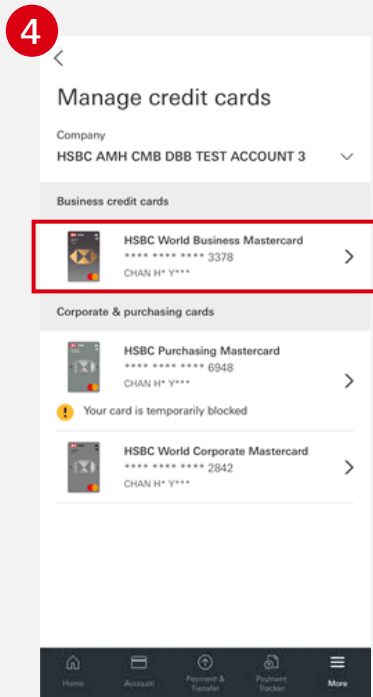 4
Manage credit cards
Company
HSBC AMH CMB DBB TEST ACCOUNT 3
Business credit cards
HSBC World Business Mastercard
**** **** **** 3378
CHAN H* Y***
Corporate & purchasing cards
HSBC Purchasing Mastercard
**** **** **** 6948
CHAN H* Y***
! Your card is temporarily blocked
HSBC World Corporate Mastercard
**** **** **** 2842
CHAN H* Y***
Home Account Payment & Transfer Payment Tracker More